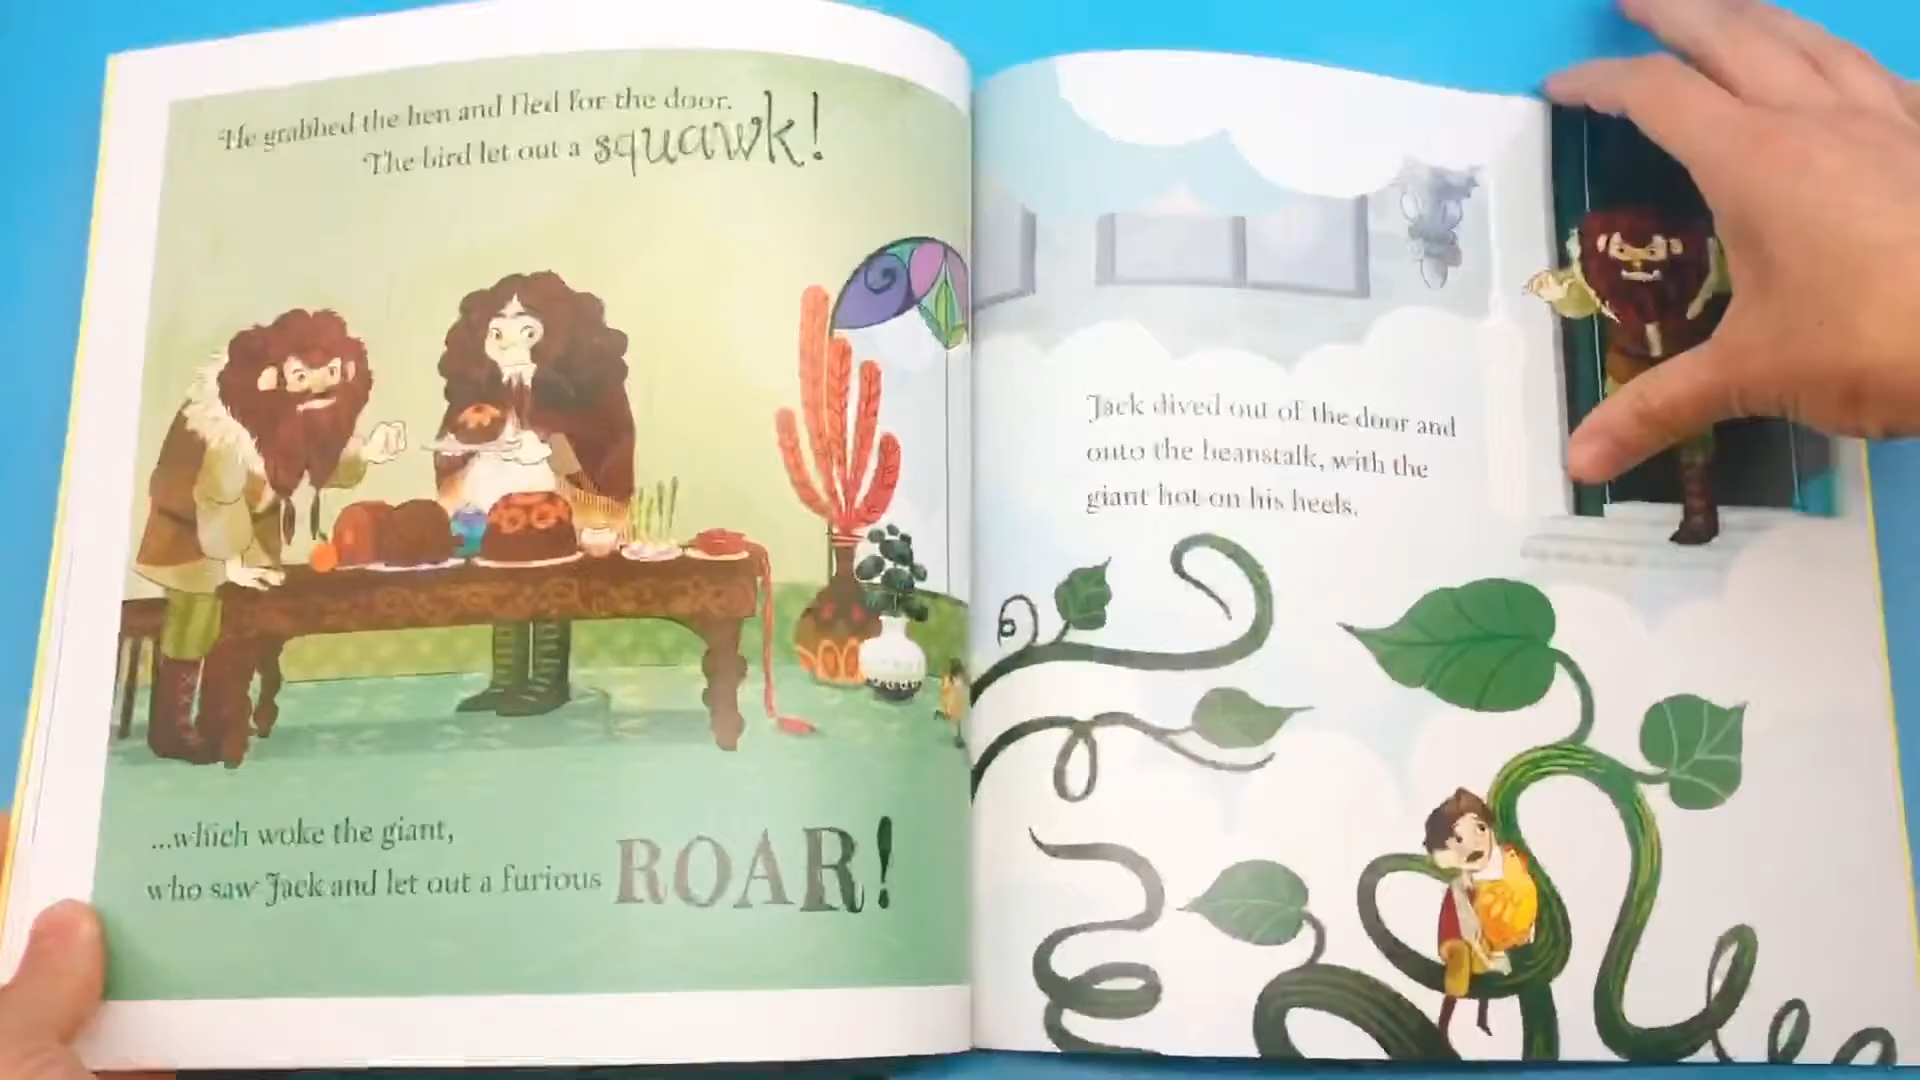 He grabbed the hen and fled for the door.
The bird let out a squawk!
...which woke the giant,
who saw Jack and let out a furious ROAR!
Jack dived out of the door and
onto the beanstalk, with the
giant hot on his heels.